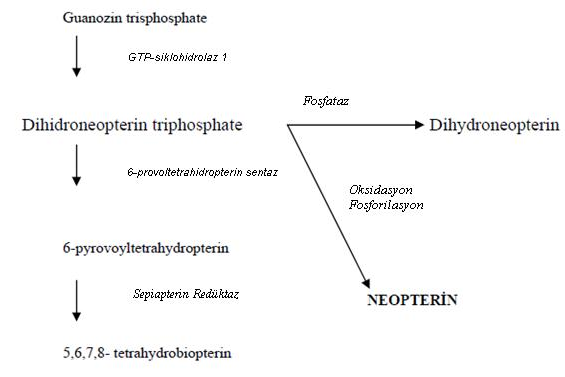 Guanozin trisphosphate
GTP-siklohidrolaz 1
Fosfataz
Dihidroneopterin triphosphate
Dihydroneopterin
6-provoltetrahidropterin sentaz
Oksidasyon
Fosforilasyon
6-pyrovoyltetrahydropterin
Sepiapterin Redüktaz
NEOPTERİN
5,6,7,8- tetrahydrobiopterin